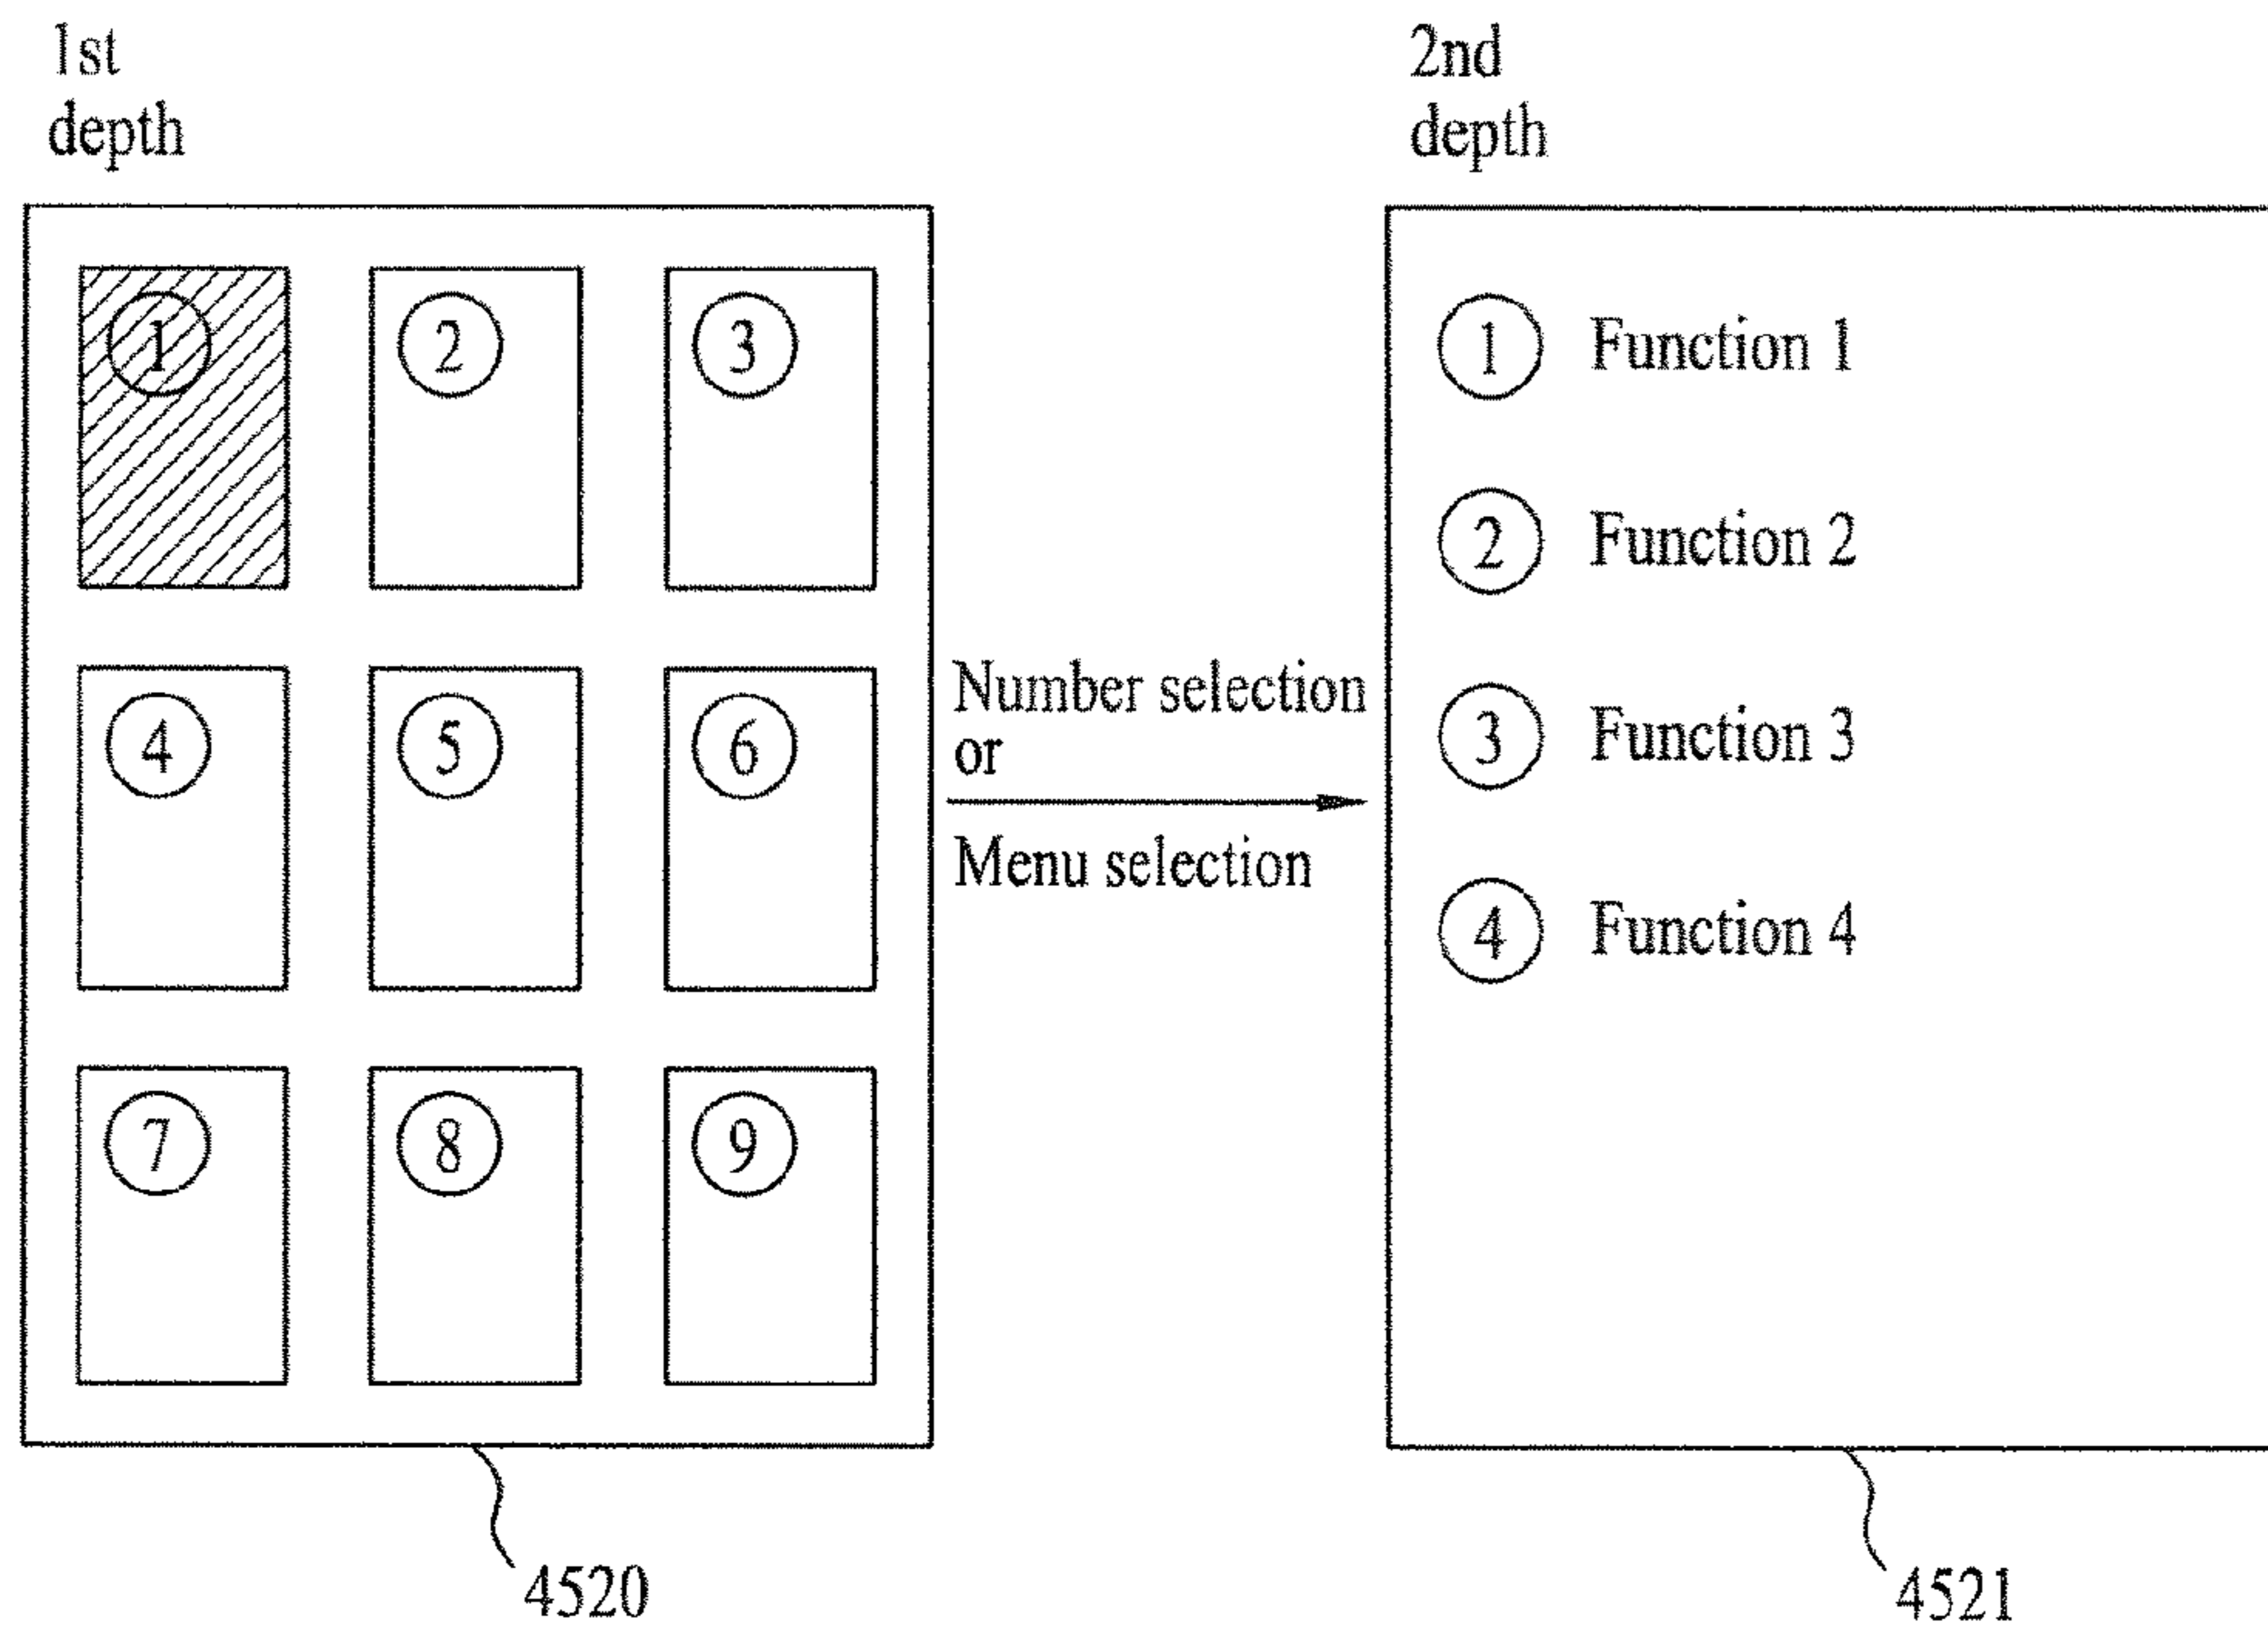 1st
depth
1
2
3
4
5
6
7
8
9
4520
Number selection
or
Menu selection
2nd
depth
1 Function 1
2 Function 2
3 Function 3
4 Function 4
4521